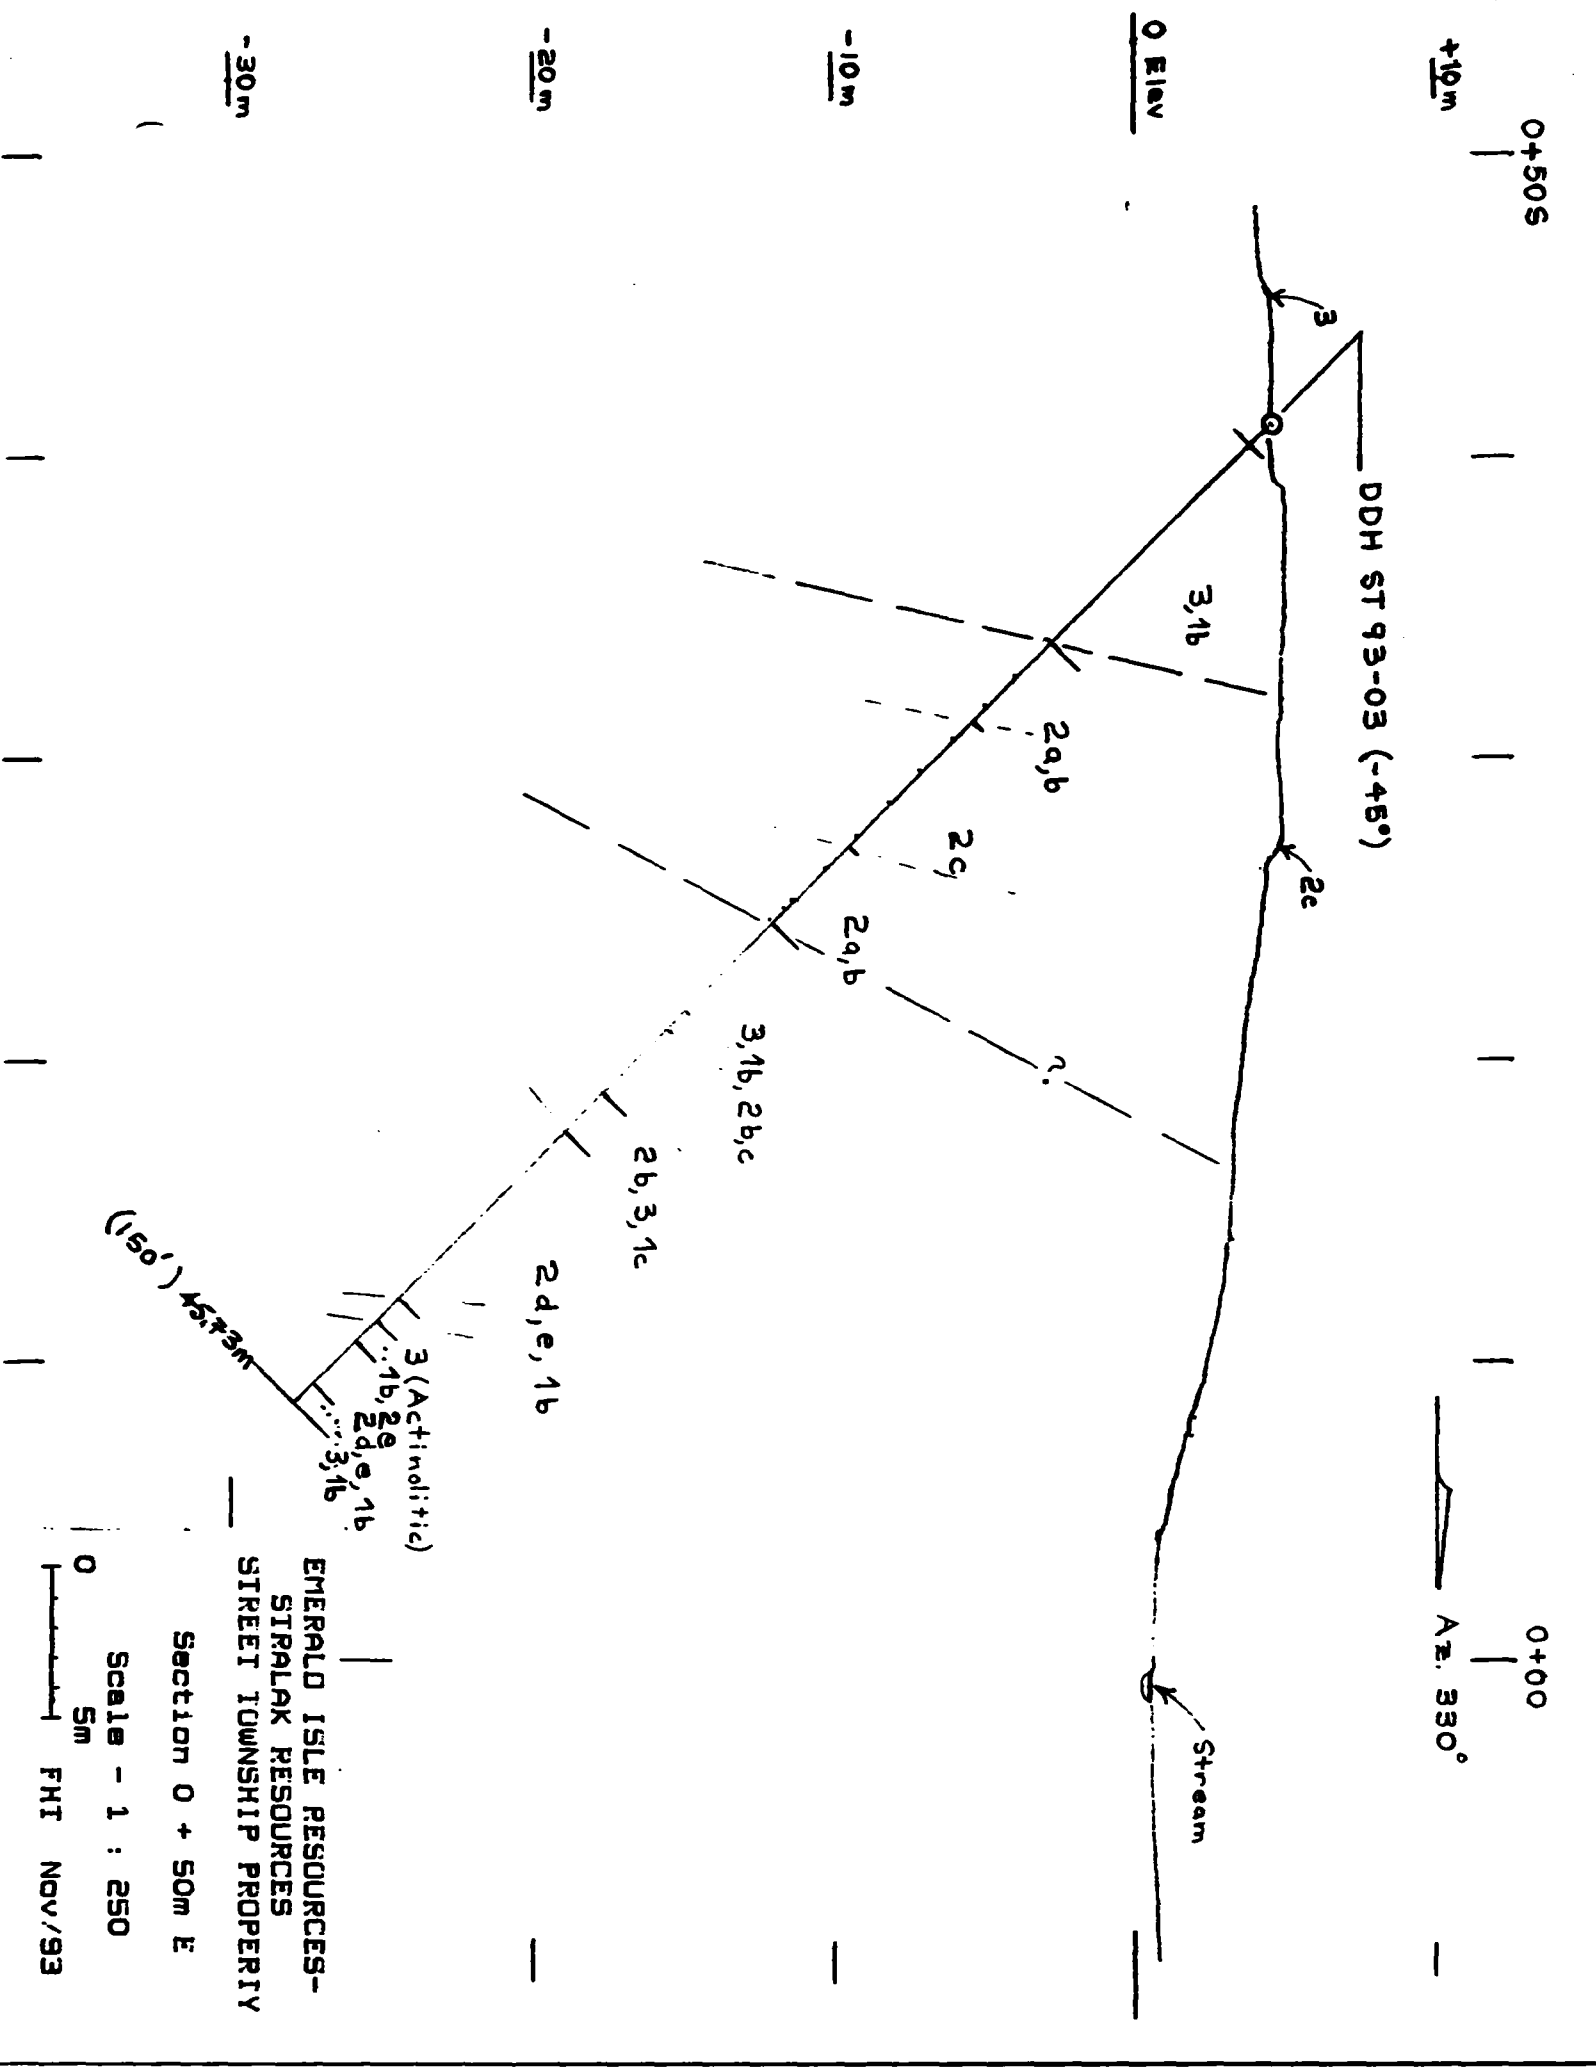 0+50S
0+00
+10m
0 Elev
-10m
-20m
-30m
Az. 330°
DDH ST 93-03 (-45°)
3
2c
Stream
3,1b
2a,b
2c
2a,b
?
3,1b, 2b,c
2b, 3, 1c
2d, e, 1b
3 (Actinolitic)
1b, 2e
2d, e, 1b
3,1b
(150') 45.73m
EMERALD ISLE RESOURCES-
STRALAK RESOURCES
STREET TOWNSHIP PROPERTY
Section 0 + 50m E
Scale - 1 : 250
0 5m
FHT Nov/93